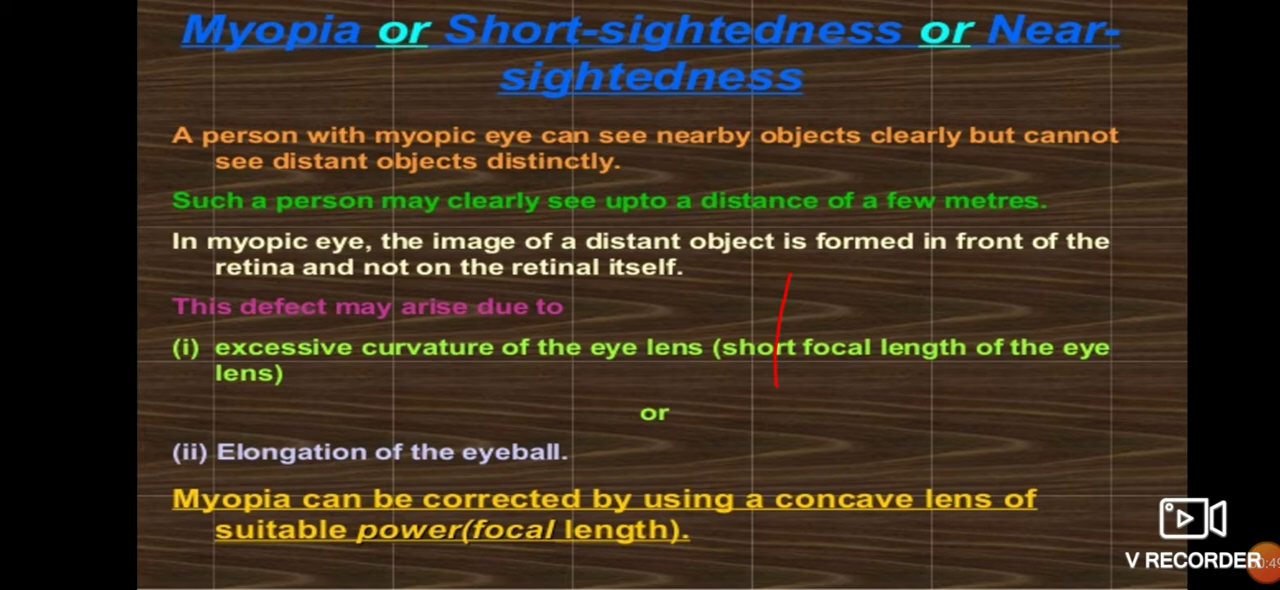 Myopia or Short-sightedness or Near-
sightedness
A person with myopic eye can see nearby objects clearly but cannot
see distant objects distinctly.
Such a person may clearly see upto a distance of a few metres.
In myopic eye, the image of a distant object is formed in front of the
retina and not on the retinal itself.
This defect may arise due to
(i) excessive curvature of the eye lens (short focal length of the eye
lens)
or
(ii) Elongation of the eyeball.
Myopia can be corrected by using a concave lens of
suitable power(focal length).
V RECORDER